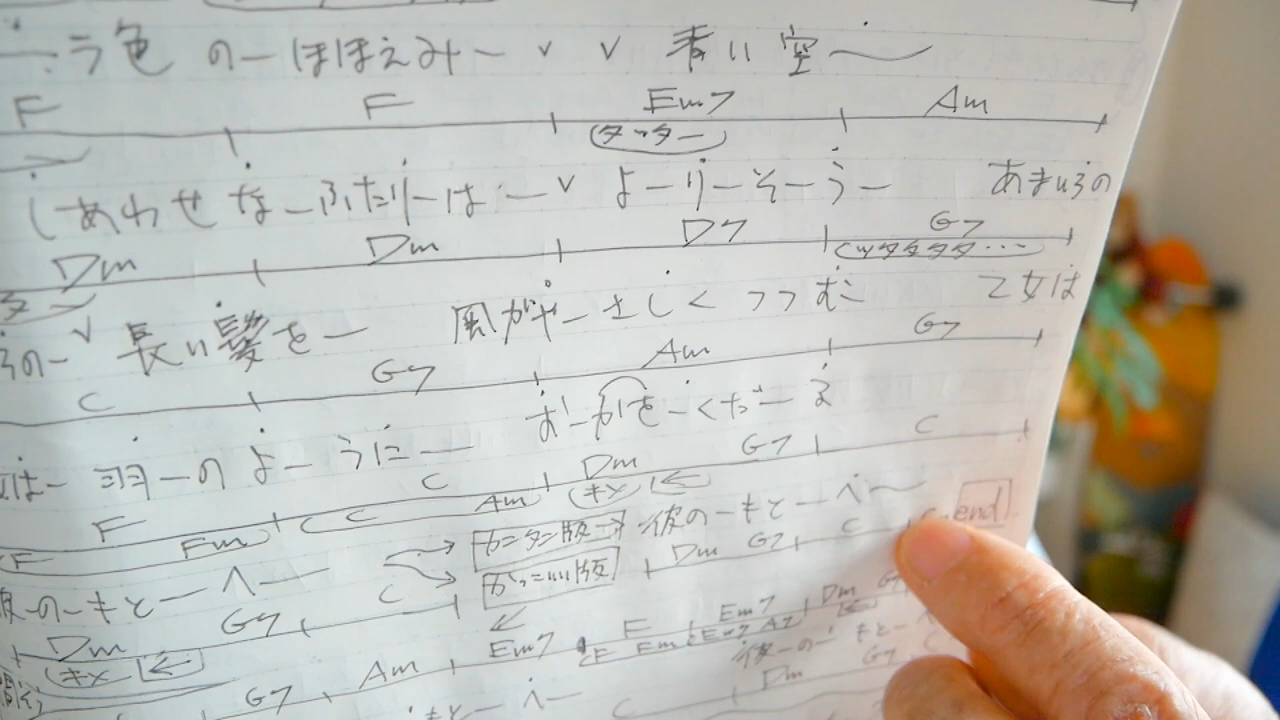 ラ色 の－ほほえみ－ ∨ ∨ 青い 空
F F Em7 Am
(タッター)
しあわせ な－ふたり－は－∨ よ－り－そ－う－ あまいろの
Dm Dm D7 G7
(ッタタタタ・・・)
ろの－∨ 長い髪を－ 風がや－さしく つつむ 乙女は
C G7 Am G7
は－ 羽－のよ－うに－ おかを－くだ－る
C Dm G7 C
F C C Am (キメ) ←
F Fm カンタン版→ 彼の－もと－へ－ end
彼－の－もと－へ－ C かっこいい版 Dm G7 C
Dm G7 F Em7 Dm G7
(キメ) ← Am Em7 F Em Em7 A7 ←
G7 彼－の－もと－へ
もと－へ－ C Dm G7 C